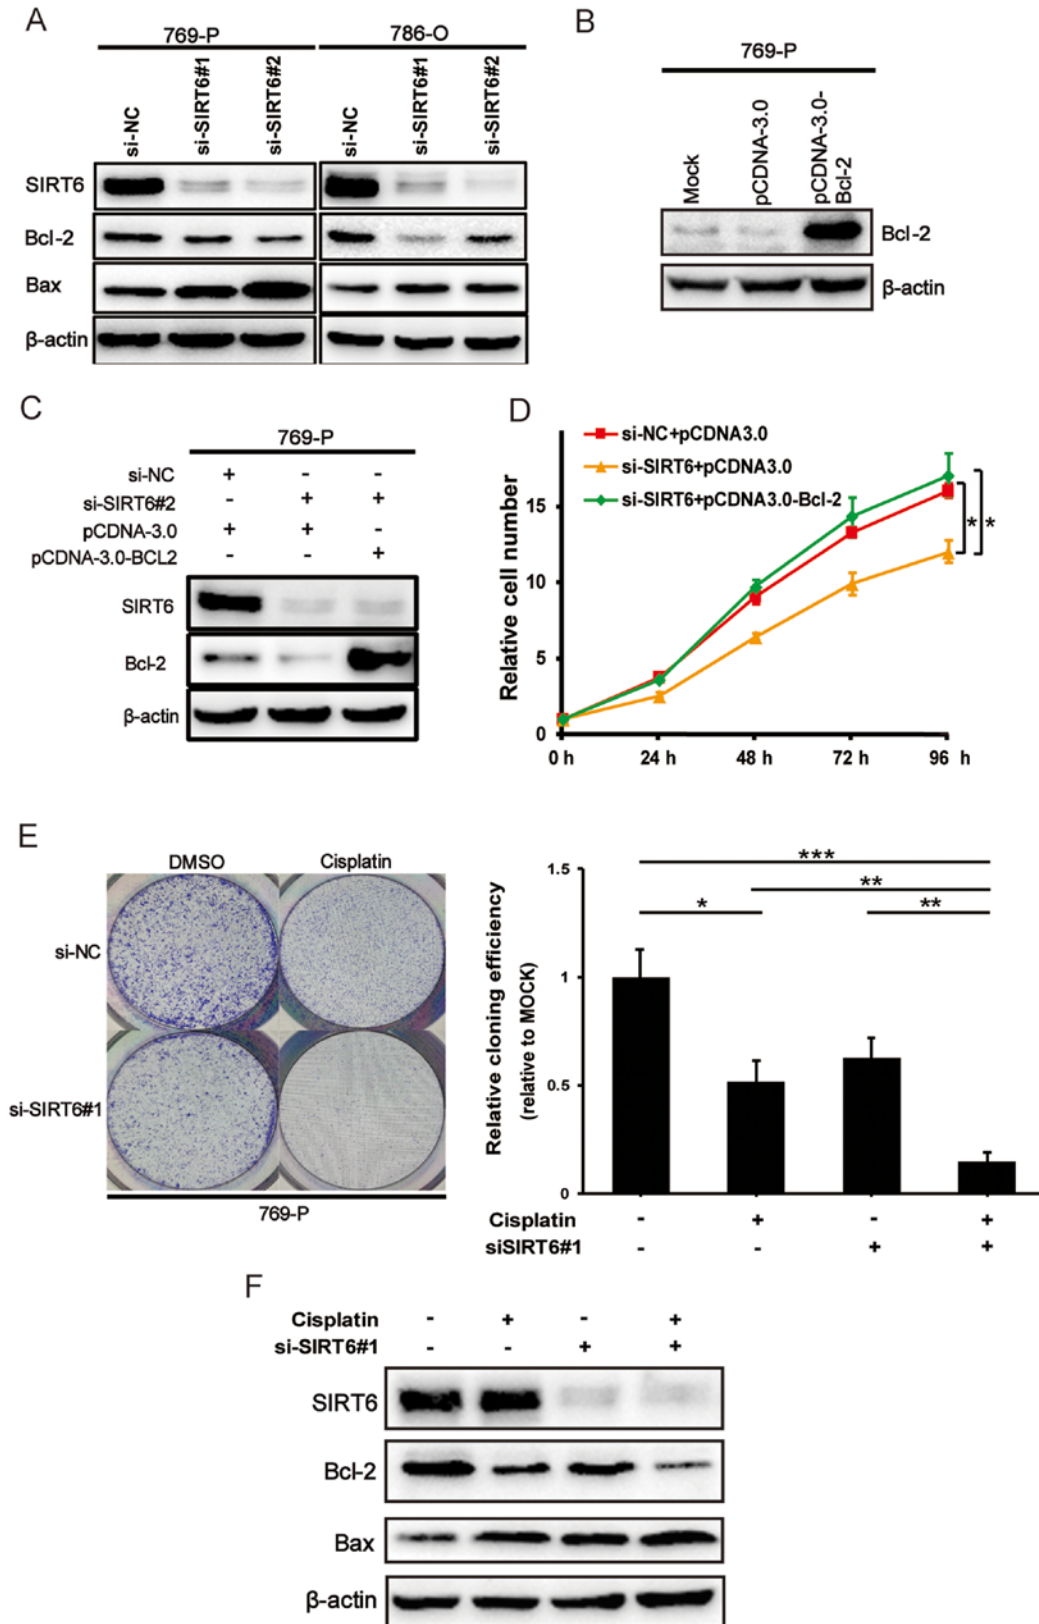 A
769-P
786-O
si-NC
si-SIRT6#1
si-SIRT6#2
si-NC
si-SIRT6#1
si-SIRT6#2
SIRT6
Bcl-2
Bax
β-actin
B
769-P
Mock
pCDNA-3.0
pCDNA-3.0-
Bcl-2
Bcl-2
β-actin
C
769-P
si-NC + - -
si-SIRT6#2 - + +
pCDNA-3.0 + + -
pCDNA-3.0-BCL2 - - +
SIRT6
Bcl-2
β-actin
D
si-NC+pCDNA3.0
si-SIRT6+pCDNA3.0
si-SIRT6+pCDNA3.0-Bcl-2
Relative cell number
15
10
5
0
* *
0 h 24 h 48 h 72 h 96 h
E
DMSO Cisplatin
si-NC
si-SIRT6#1
769-P
Relative cloning efficiency
(relative to MOCK)
1.5
1
0.5
0
***
**
* **
Cisplatin - + - +
siSIRT6#1 - - + +
F
Cisplatin - + - +
si-SIRT6#1 - - + +
SIRT6
Bcl-2
Bax
β-actin